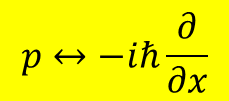 p ↔ −iℏ ∂/∂x